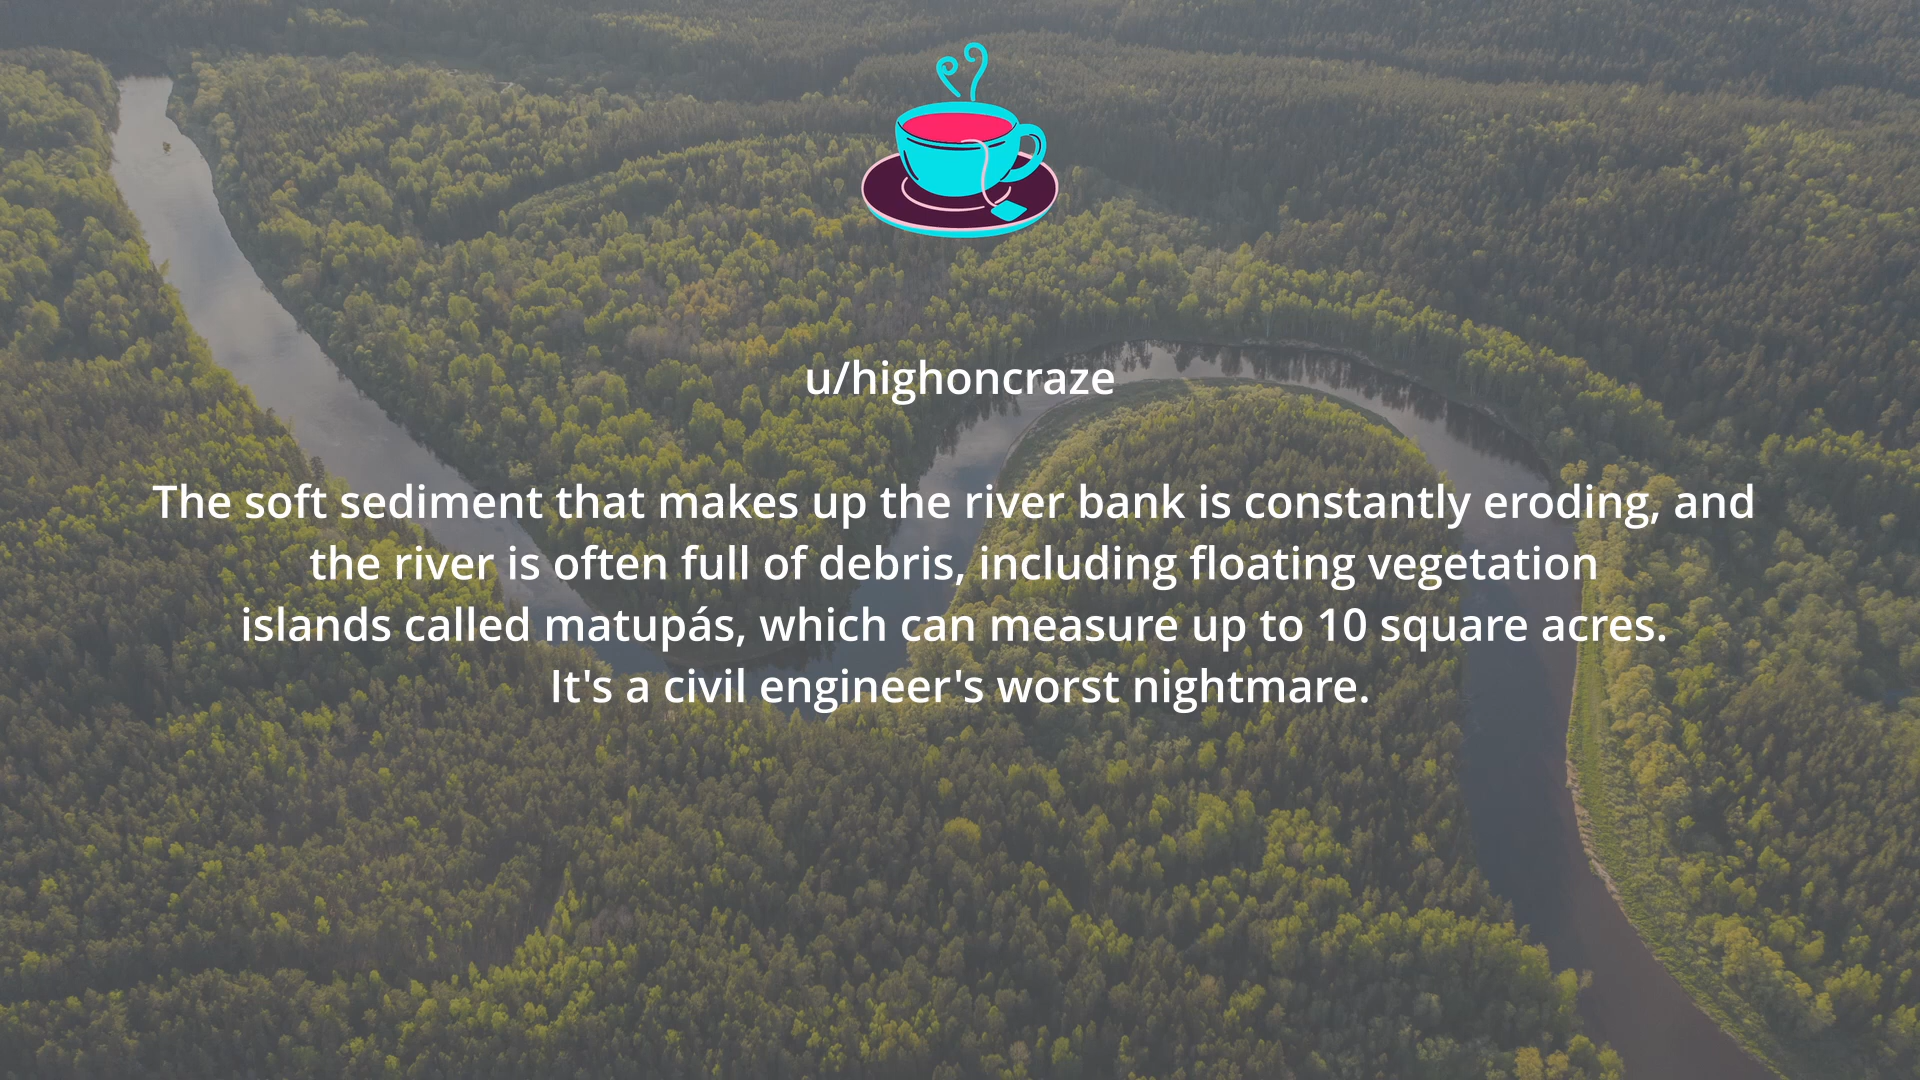 u/highoncraze
The soft sediment that makes up the river bank is constantly eroding, and
the river is often full of debris, including floating vegetation
islands called matupás, which can measure up to 10 square acres.
It's a civil engineer's worst nightmare.